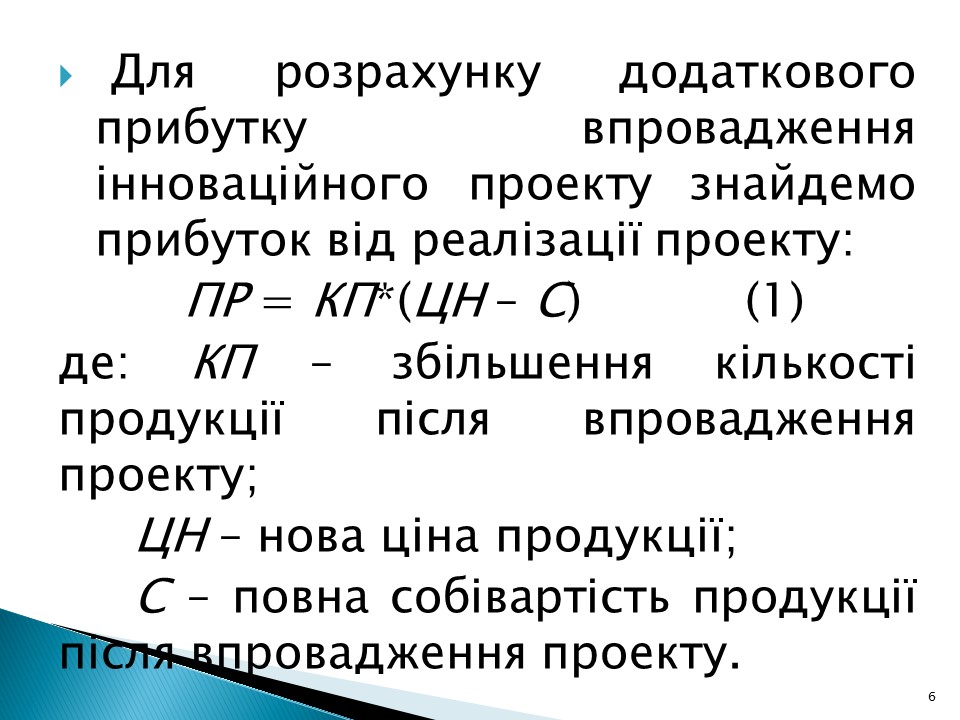 Для розрахунку додаткового
прибутку впровадження
інноваційного проекту знайдемо
прибуток від реалізації проекту:
ПР = КП*(ЦН – С) (1)
де: КП – збільшення кількості
продукції після впровадження
проекту;
ЦН – нова ціна продукції;
С – повна собівартість продукції
після впровадження проекту.
6